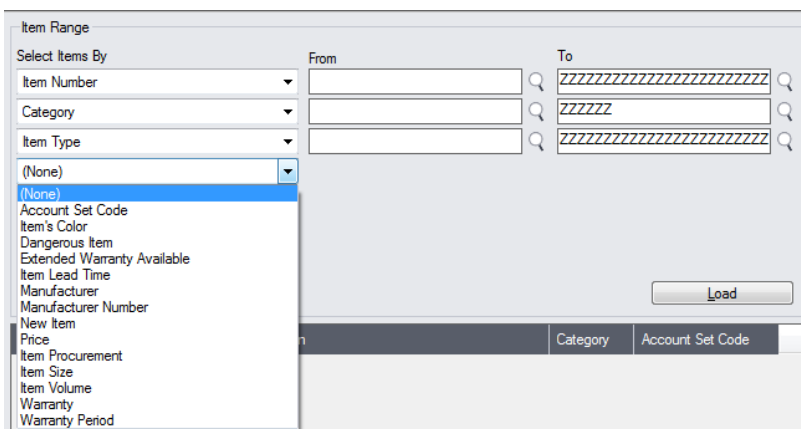 Item Range
Select Items By From To
Item Number ZZZZZZZZZZZZZZZZZZZZZZZZ
Category ZZZZZZ
Item Type ZZZZZZZZZZZZZZZZZZZZZZZZ
(None)
(None)
Account Set Code
Item's Color
Dangerous Item
Extended Warranty Available
Item Lead Time
Manufacturer
Manufacturer Number Load
New Item
Price n Category Account Set Code
Item Procurement
Item Size
Item Volume
Warranty
Warranty Period